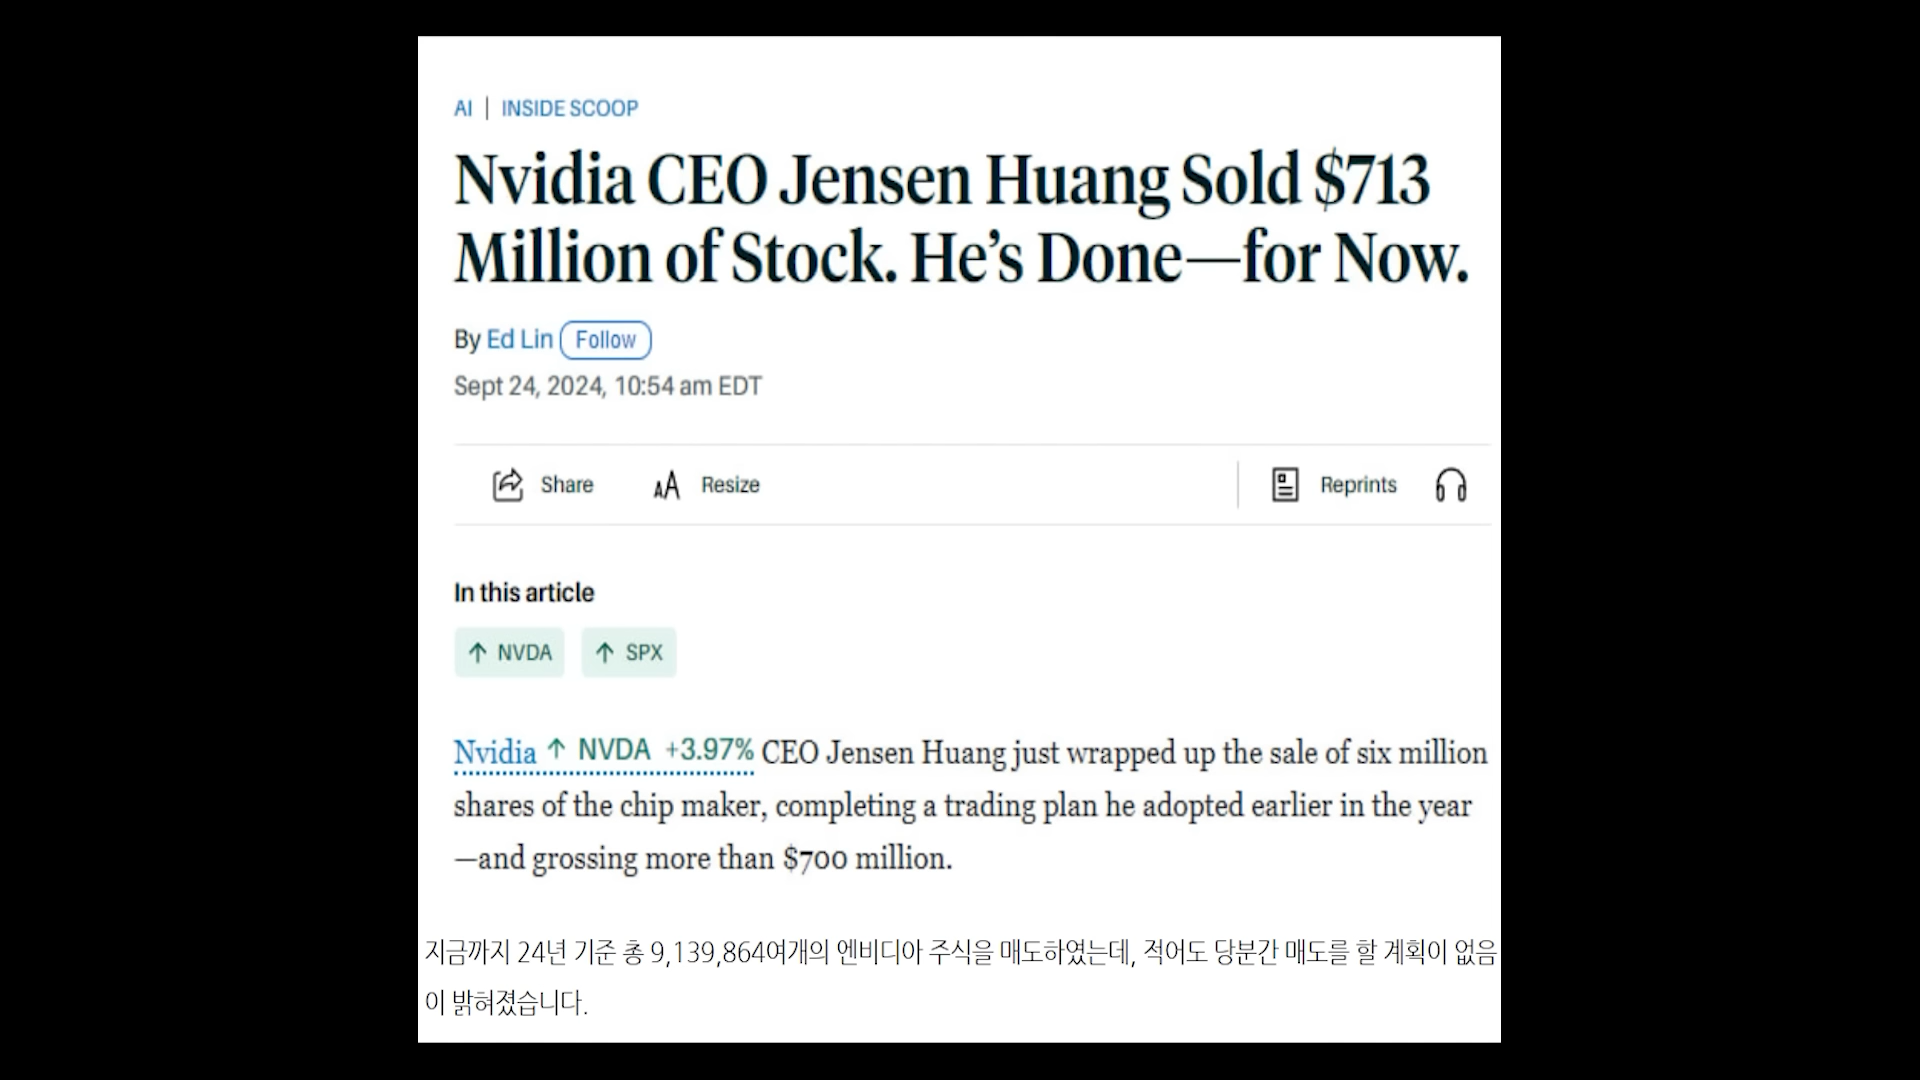 AI | INSIDE SCOOP
Nvidia CEO Jensen Huang Sold $713
Million of Stock. He's Done—for Now.
By Ed Lin Follow
Sept 24, 2024, 10:54 am EDT
Share Resize Reprints
In this article
↑ NVDA ↑ SPX
Nvidia ↑ NVDA +3.97% CEO Jensen Huang just wrapped up the sale of six million
shares of the chip maker, completing a trading plan he adopted earlier in the year
—and grossing more than $700 million.
지금까지 24년 기준 총 9,139,864여개의 엔비디아 주식을 매도하였는데, 적어도 당분간 매도를 할 계획이 없음
이 밝혀졌습니다.